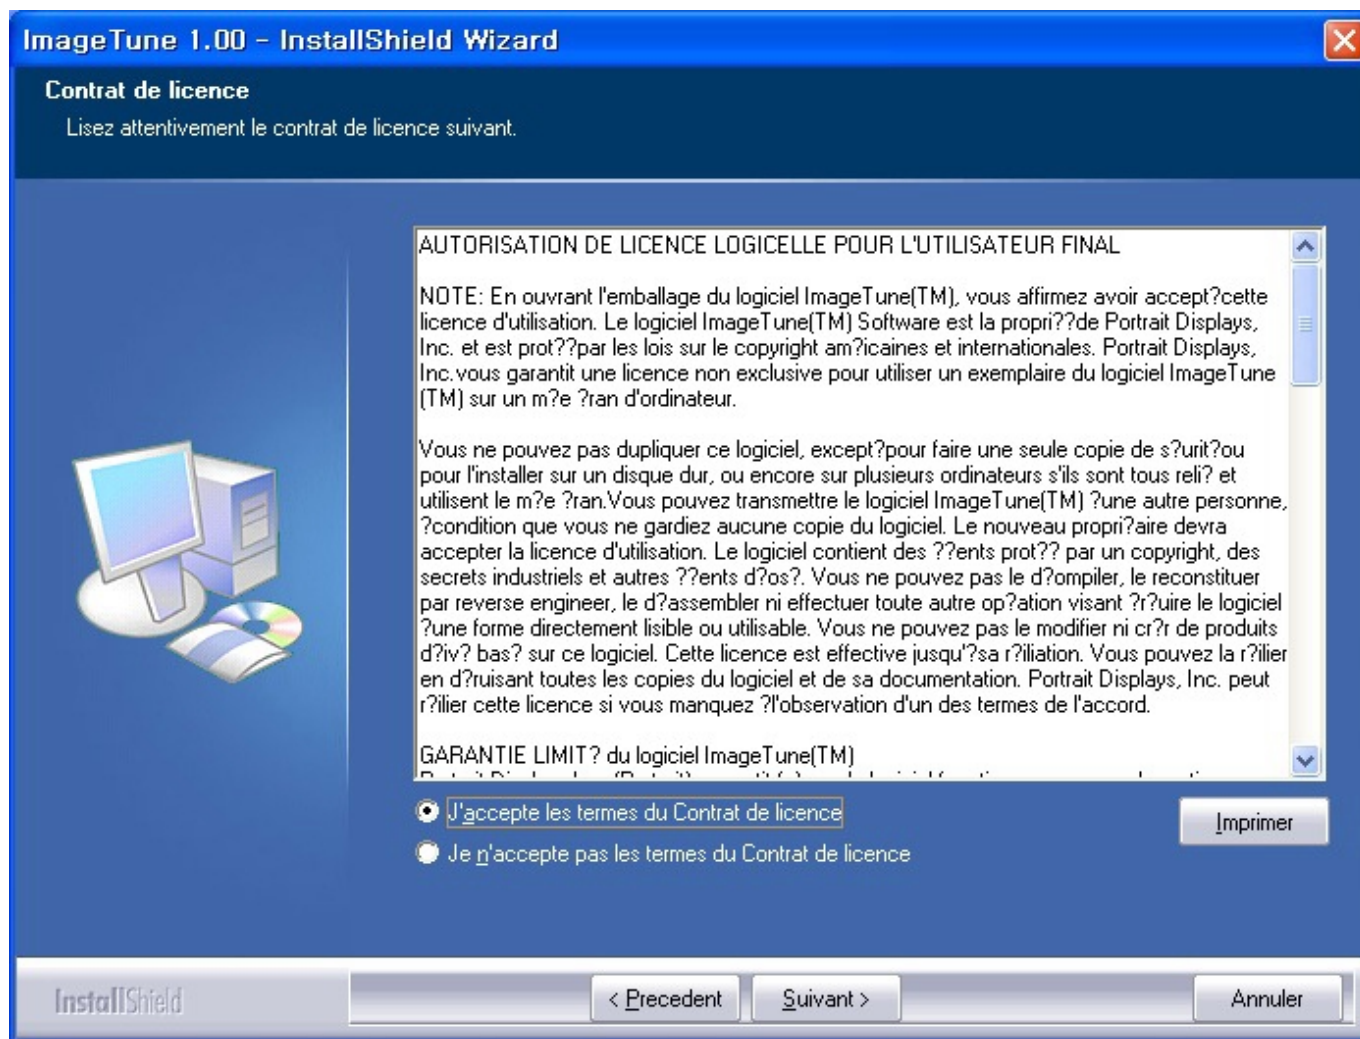 ImageTune 1.00 - InstallShield Wizard
Contrat de licence
Lisez attentivement le contrat de licence suivant.
AUTORISATION DE LICENCE LOGICELLE POUR L'UTILISATEUR FINAL
NOTE: En ouvrant l'emballage du logiciel ImageTune(TM), vous affirmez avoir accept?cette
licence d'utilisation. Le logiciel ImageTune(TM) Software est la propri??de Portrait Displays,
Inc. et est prot??par les lois sur le copyright am?icaines et internationales. Portrait Displays,
Inc.vous garantit une licence non exclusive pour utiliser un exemplaire du logiciel ImageTune
(TM) sur un m?e ?ran d'ordinateur.
Vous ne pouvez pas dupliquer ce logiciel, except?pour faire une seule copie de s?urit?ou
pour l'installer sur un disque dur, ou encore sur plusieurs ordinateurs s'ils sont tous reli? et
utilisent le m?e ?ran.Vous pouvez transmettre le logiciel ImageTune(TM) ?une autre personne,
?condition que vous ne gardiez aucune copie du logiciel. Le nouveau propri?aire devra
accepter la licence d'utilisation. Le logiciel contient des ??ents prot?? par un copyright, des
secrets industriels et autres ??ents d?os?. Vous ne pouvez pas le d?ompiler, le reconstituer
par reverse engineer, le d?assembler ni effectuer toute autre op?ation visant ?r?uire le logiciel
?une forme directement lisible ou utilisable. Vous ne pouvez pas le modifier ni cr?r de produits
d?iv? bas? sur ce logiciel. Cette licence est effective jusqu'?sa r?iliation. Vous pouvez la r?ilier
en d?ruisant toutes les copies du logiciel et de sa documentation. Portrait Displays, Inc. peut
r?ilier cette licence si vous manquez ?l'observation d'un des termes de l'accord.
GARANTIE LIMIT? du logiciel ImageTune(TM)
J'accepte les termes du Contrat de licence
Imprimer
Je n'accepte pas les termes du Contrat de licence
InstallShield
< Precedent
Suivant >
Annuler